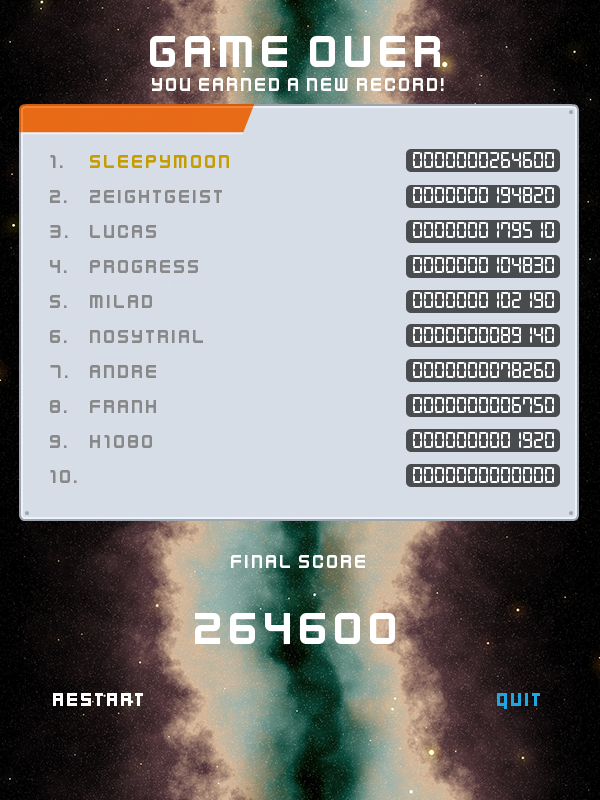 GAME OVER
YOU EARNED A NEW RECORD!
1. SLEEPYMOON 0000000264600
2. ZEIGHTGEIST 0000000194820
3. LUCAS 0000000179510
4. PROGRESS 0000000104830
5. MILAD 0000000102190
6. NOSYTRIAL 0000000089140
7. ANDRE 0000000078260
8. FRANH 0000000006750
9. H1080 0000000001920
10. 0000000000000
FINAL SCORE
264600
RESTART QUIT